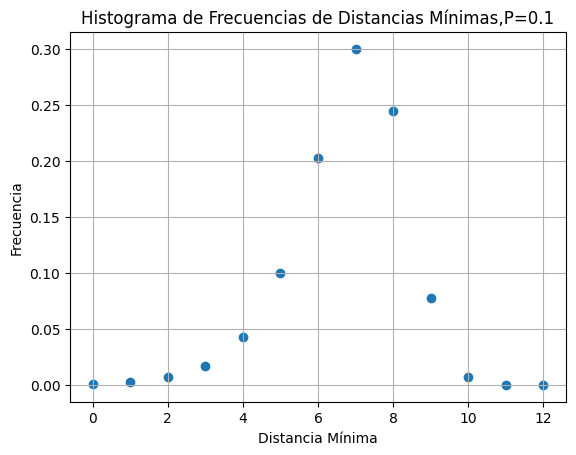 Histograma de Frecuencias de Distancias Mínimas,P=0.1
0.30
0.25
0.20
0.15
0.10
0.05
0.00
Frecuencia
0 2 4 6 8 10 12
Distancia Mínima